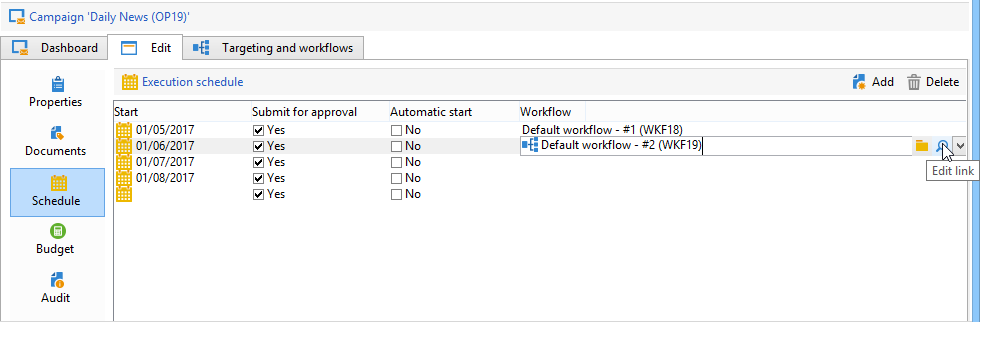 Campaign 'Daily News (OP19)'
Dashboard Edit Targeting and workflows
Properties
Documents
Schedule
Budget
Audit
Execution schedule Add Delete
Start Submit for approval Automatic start Workflow
01/05/2017 Yes No Default workflow - #1 (WKF18)
01/06/2017 Yes No Default workflow - #2 (WKF19)
Edit link
01/07/2017 Yes No
01/08/2017 Yes No
Yes No